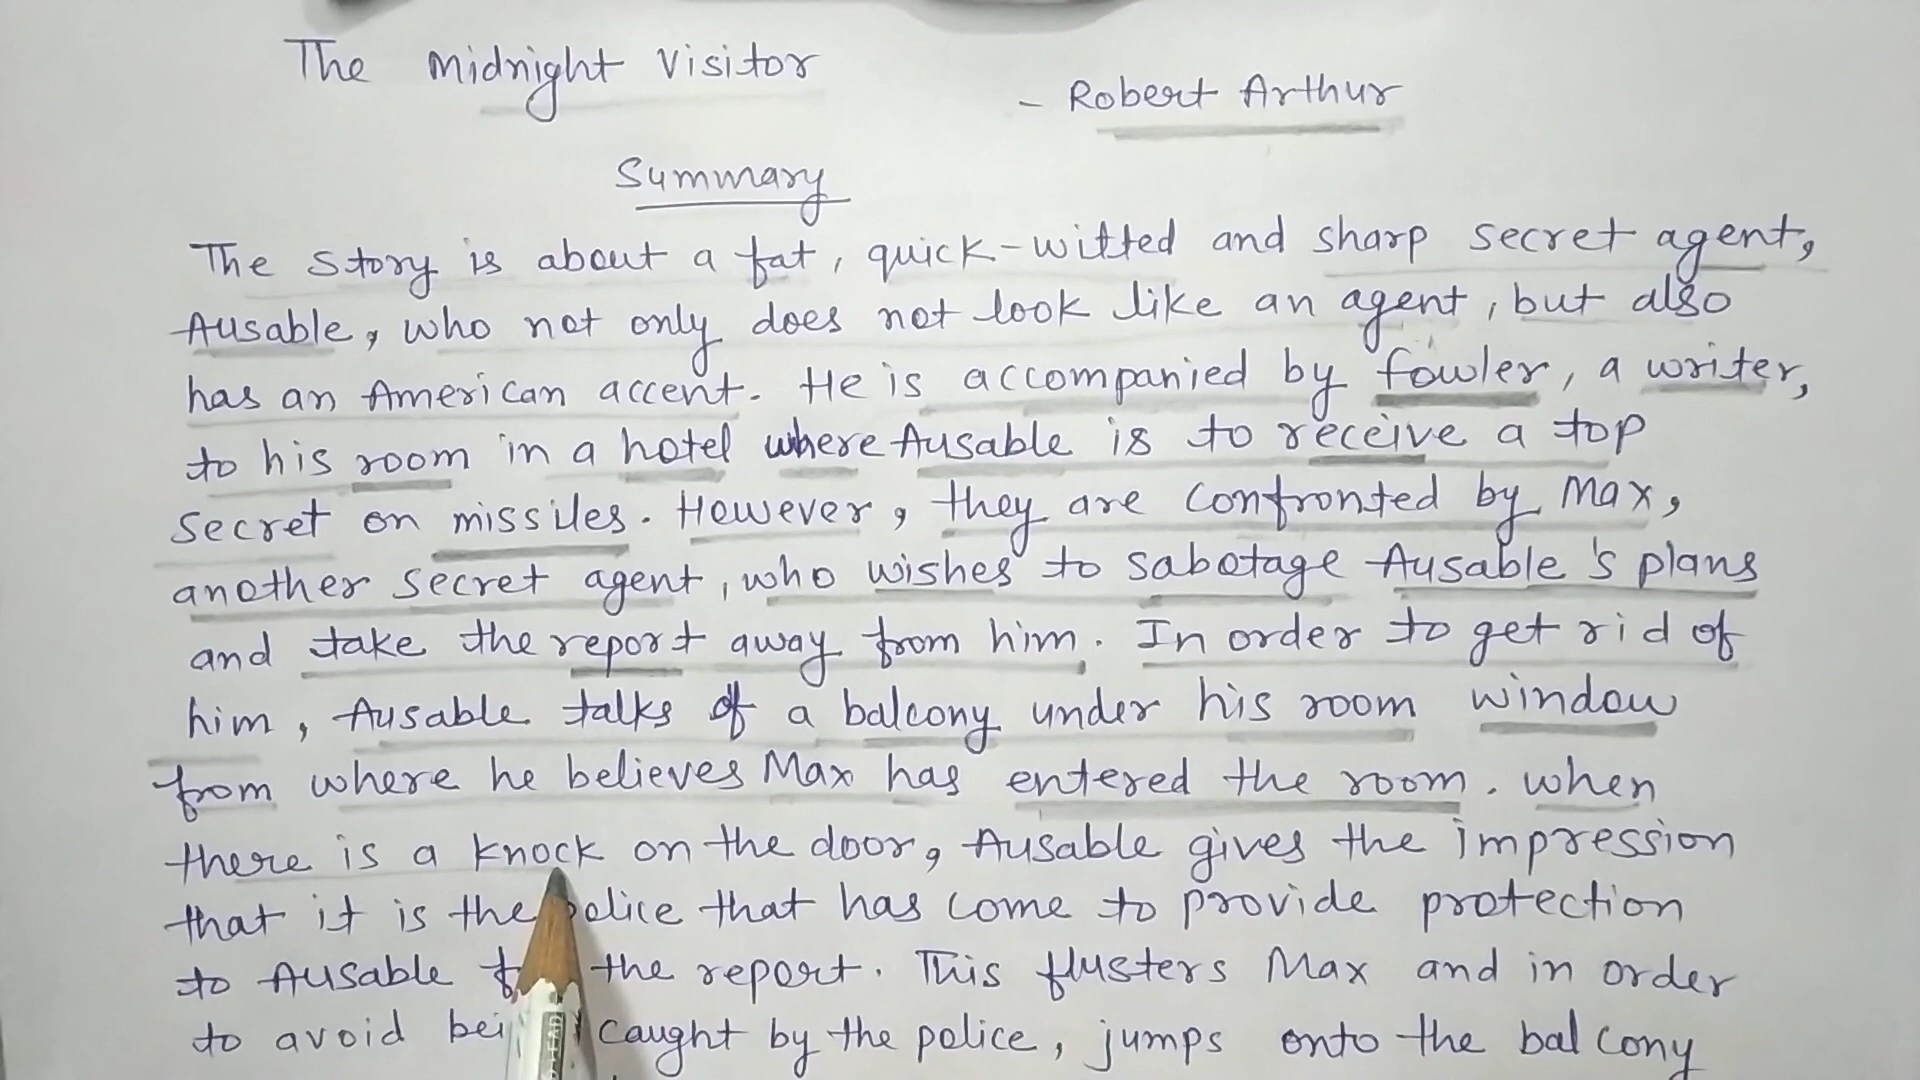 The Midnight Visitor
- Robert Arthur
Summary
The story is about a fat, quick-witted and sharp secret agent,
Ausable, who not only does not look like an agent, but also
has an American accent. He is accompanied by fowler, a writer,
to his room in a hotel where Ausable is to receive a top
secret on missiles. However, they are confronted by Max,
another secret agent, who wishes to sabotage Ausable's plans
and take the report away from him. In order to get rid of
him, Ausable talks of a balcony under his room window
from where he believes Max has entered the room. when
there is a knock on the door, Ausable gives the impression
that it is the police that has come to provide protection
to Ausable the report. This flusters Max and in order
to avoid caught by the police, jumps onto the balcony